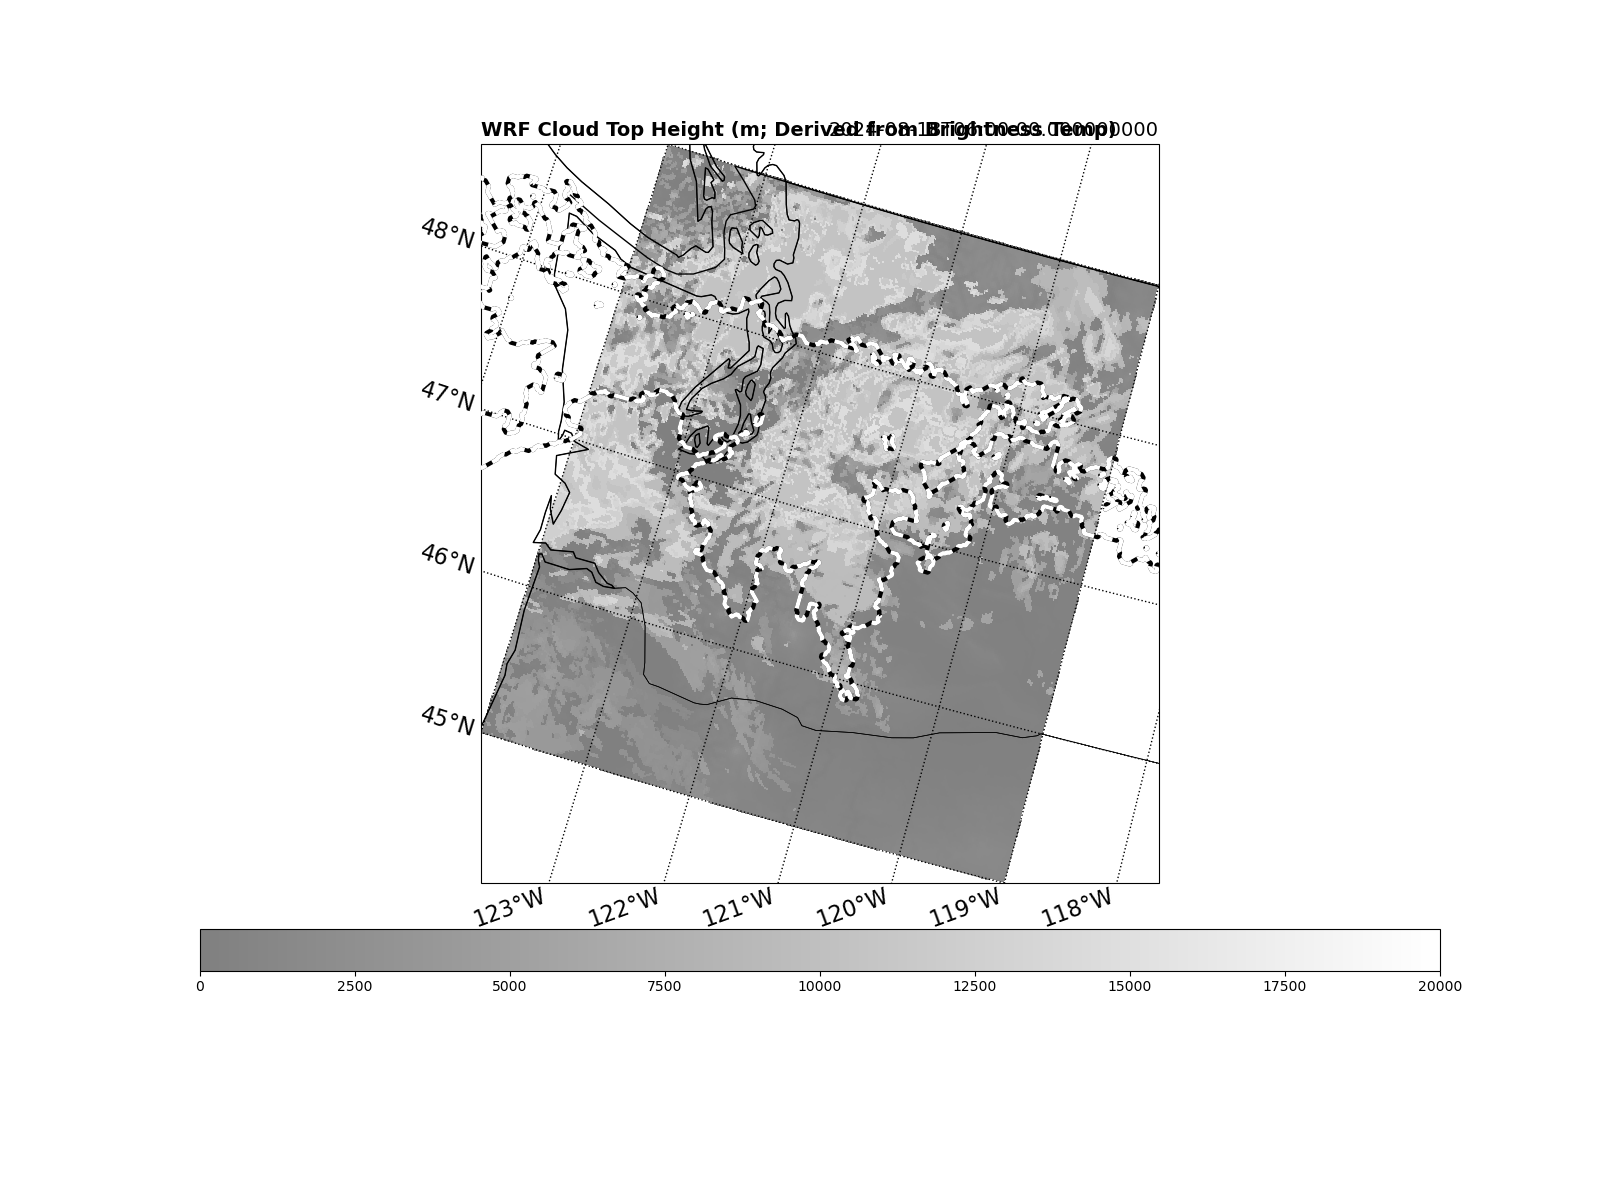 WRF Cloud Top Height (m; Derived from Brightness Temp)
48°N
47°N
46°N
45°N
123°W 122°W 121°W 120°W 119°W 118°W
0 2500 5000 7500 10000 12500 15000 17500 20000